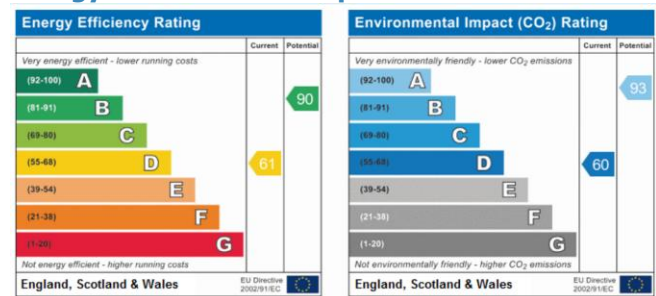 Energy Efficiency Rating
Current Potential
Very energy efficient - lower running costs
(92-100) A
(81-91) B
90
(69-80) C
(55-68) D
61
(39-54) E
(21-38) F
(1-20) G
Not energy efficient - higher running costs
England, Scotland & Wales
EU Directive
2002/91/EC
Environmental Impact (CO₂) Rating
Current Potential
Very environmentally friendly - lower CO₂ emissions
(92-100) A
93
(81-91) B
(69-80) C
(55-68) D
60
(39-54) E
(21-38) F
(1-20) G
Not environmentally friendly - higher CO₂ emissions
England, Scotland & Wales
EU Directive
2002/91/EC